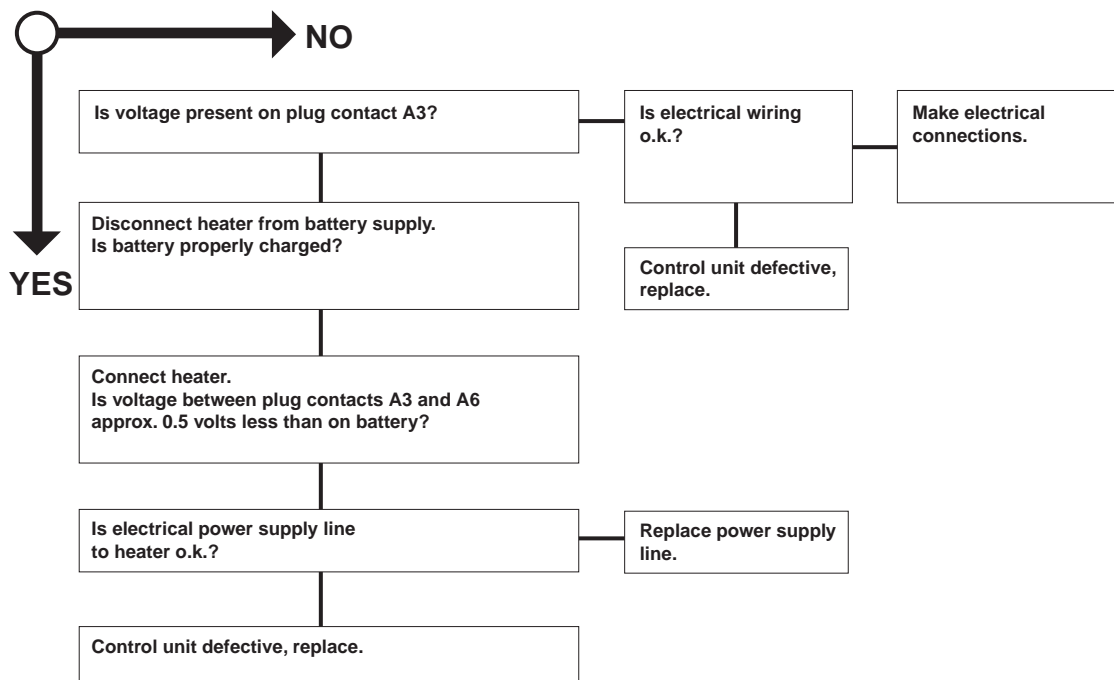 NO
YES
Is voltage present on plug contact A3?
Is electrical wiring
o.k.?
Make electrical
connections.
Disconnect heater from battery supply.
Is battery properly charged?
Control unit defective,
replace.
Connect heater.
Is voltage between plug contacts A3 and A6
approx. 0.5 volts less than on battery?
Is electrical power supply line
to heater o.k.?
Replace power supply
line.
Control unit defective, replace.